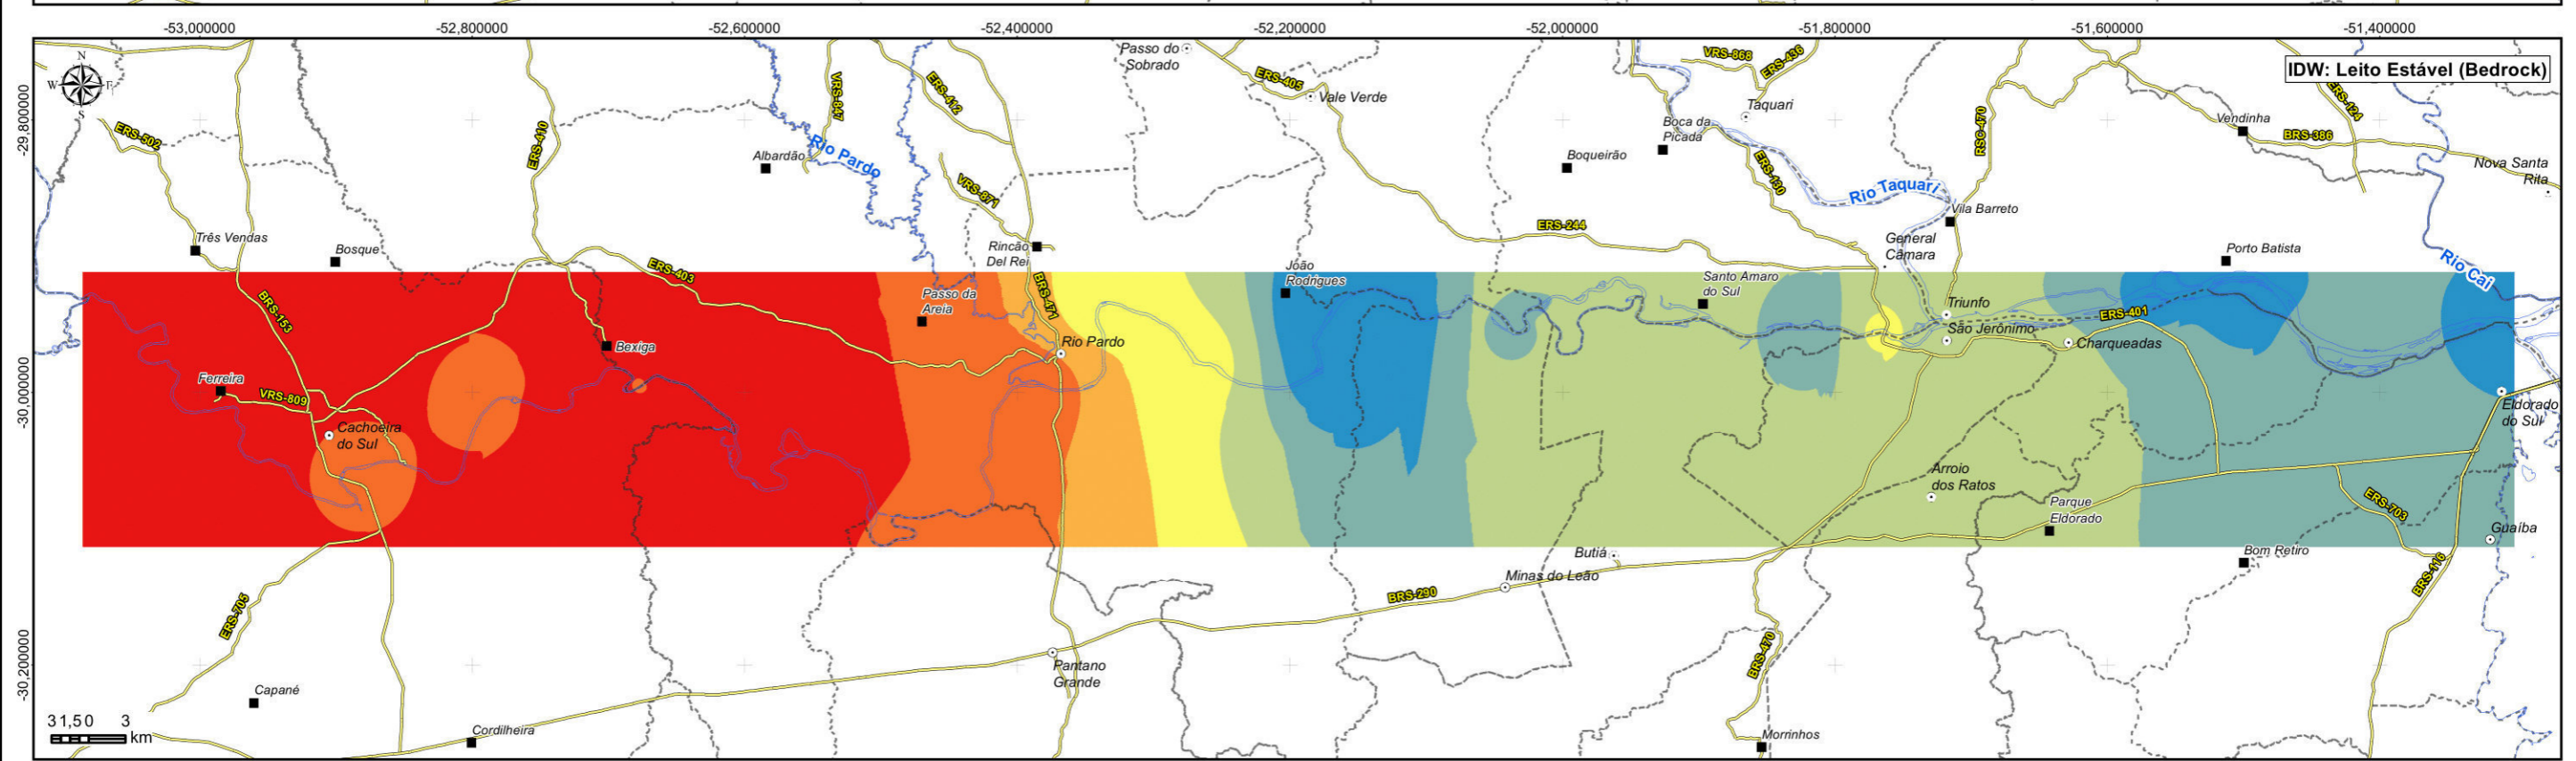 -53,000000
-52,800000
-52,600000
-52,400000
-52,200000
-52,000000
-51,800000
-51,600000
-51,400000
IDW: Leito Estável (Bedrock)
N
W
E
S
-29,800000
-30,000000
-30,200000
Passo do
Sobrado
ERS-405
Vale Verde
VRS-868
ERS-436
Taquari
Boca da
Picada
ERS-124
Vendinha
BRS-386
Nova Santa
Rita
ERS-502
ERS-410
VRS-847
ERS-412
Albardão
Rio Pardo
VRS-871
Boqueirão
ERS-130
RSC-470
Rio Taquari
Vila Barreto
Três Vendas
Bosque
ERS-403
Rincão
Del Rei
ERS-244
General
Câmara
Porto Batista
Rio Caí
BRS-153
Passo da
Areia
BRS-471
João
Rodrigues
Santo Amaro
do Sul
Triunfo
ERS-401
São Jerônimo
Charqueadas
Bexiga
Rio Pardo
Ferreira
VRS-809
Cachoeira
do Sul
Eldorado
do Sul
Arroio
dos Ratos
Parque
Eldorado
ERS-703
Guaíba
Butiá
Bom Retiro
Minas do Leão
BRS-290
BRS-116
ERS-705
BRS-470
Pantano
Grande
Capané
Cordilheira
Morrinhos
3 1,5 0 3
km